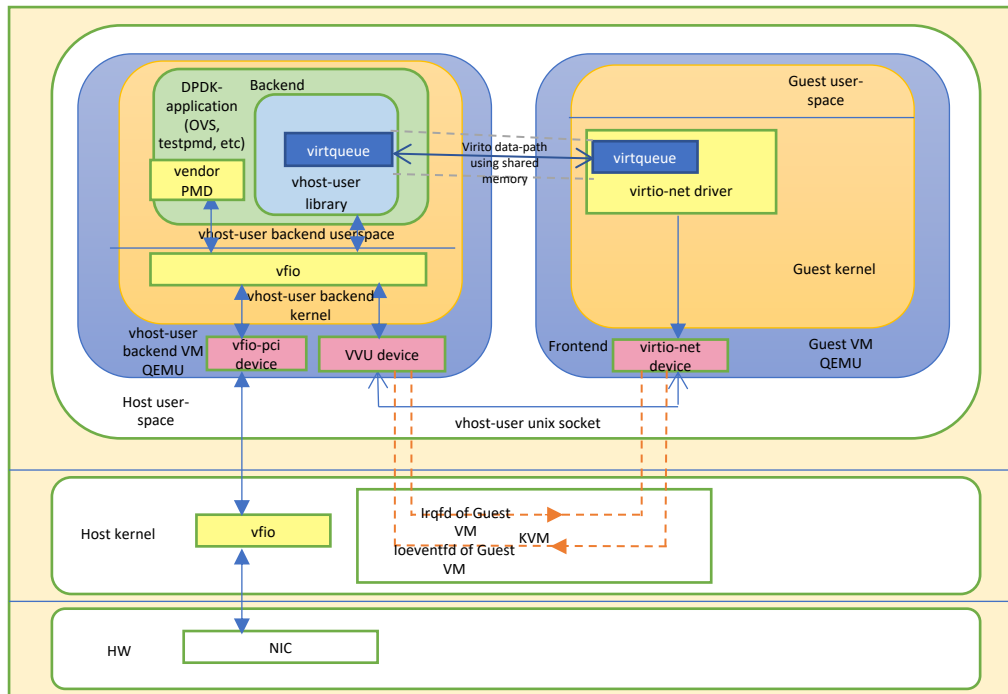 DPDK-
application
(OVS,
testpmd, etc)
Backend
virtqueue
vhost-user
library
vendor
PMD
vhost-user backend userspace
vfio
vhost-user backend
kernel
vhost-user
backend VM
QEMU
vfio-pci
device
VVU device
Virito data-path
using shared
memory
Guest user-
space
virtqueue
virtio-net driver
Guest kernel
Frontend
virtio-net
device
Guest VM
QEMU
Host user-
space
vhost-user unix socket
Host kernel
vfio
Irqfd of Guest
VM
KVM
Ioeventfd of Guest
VM
HW
NIC